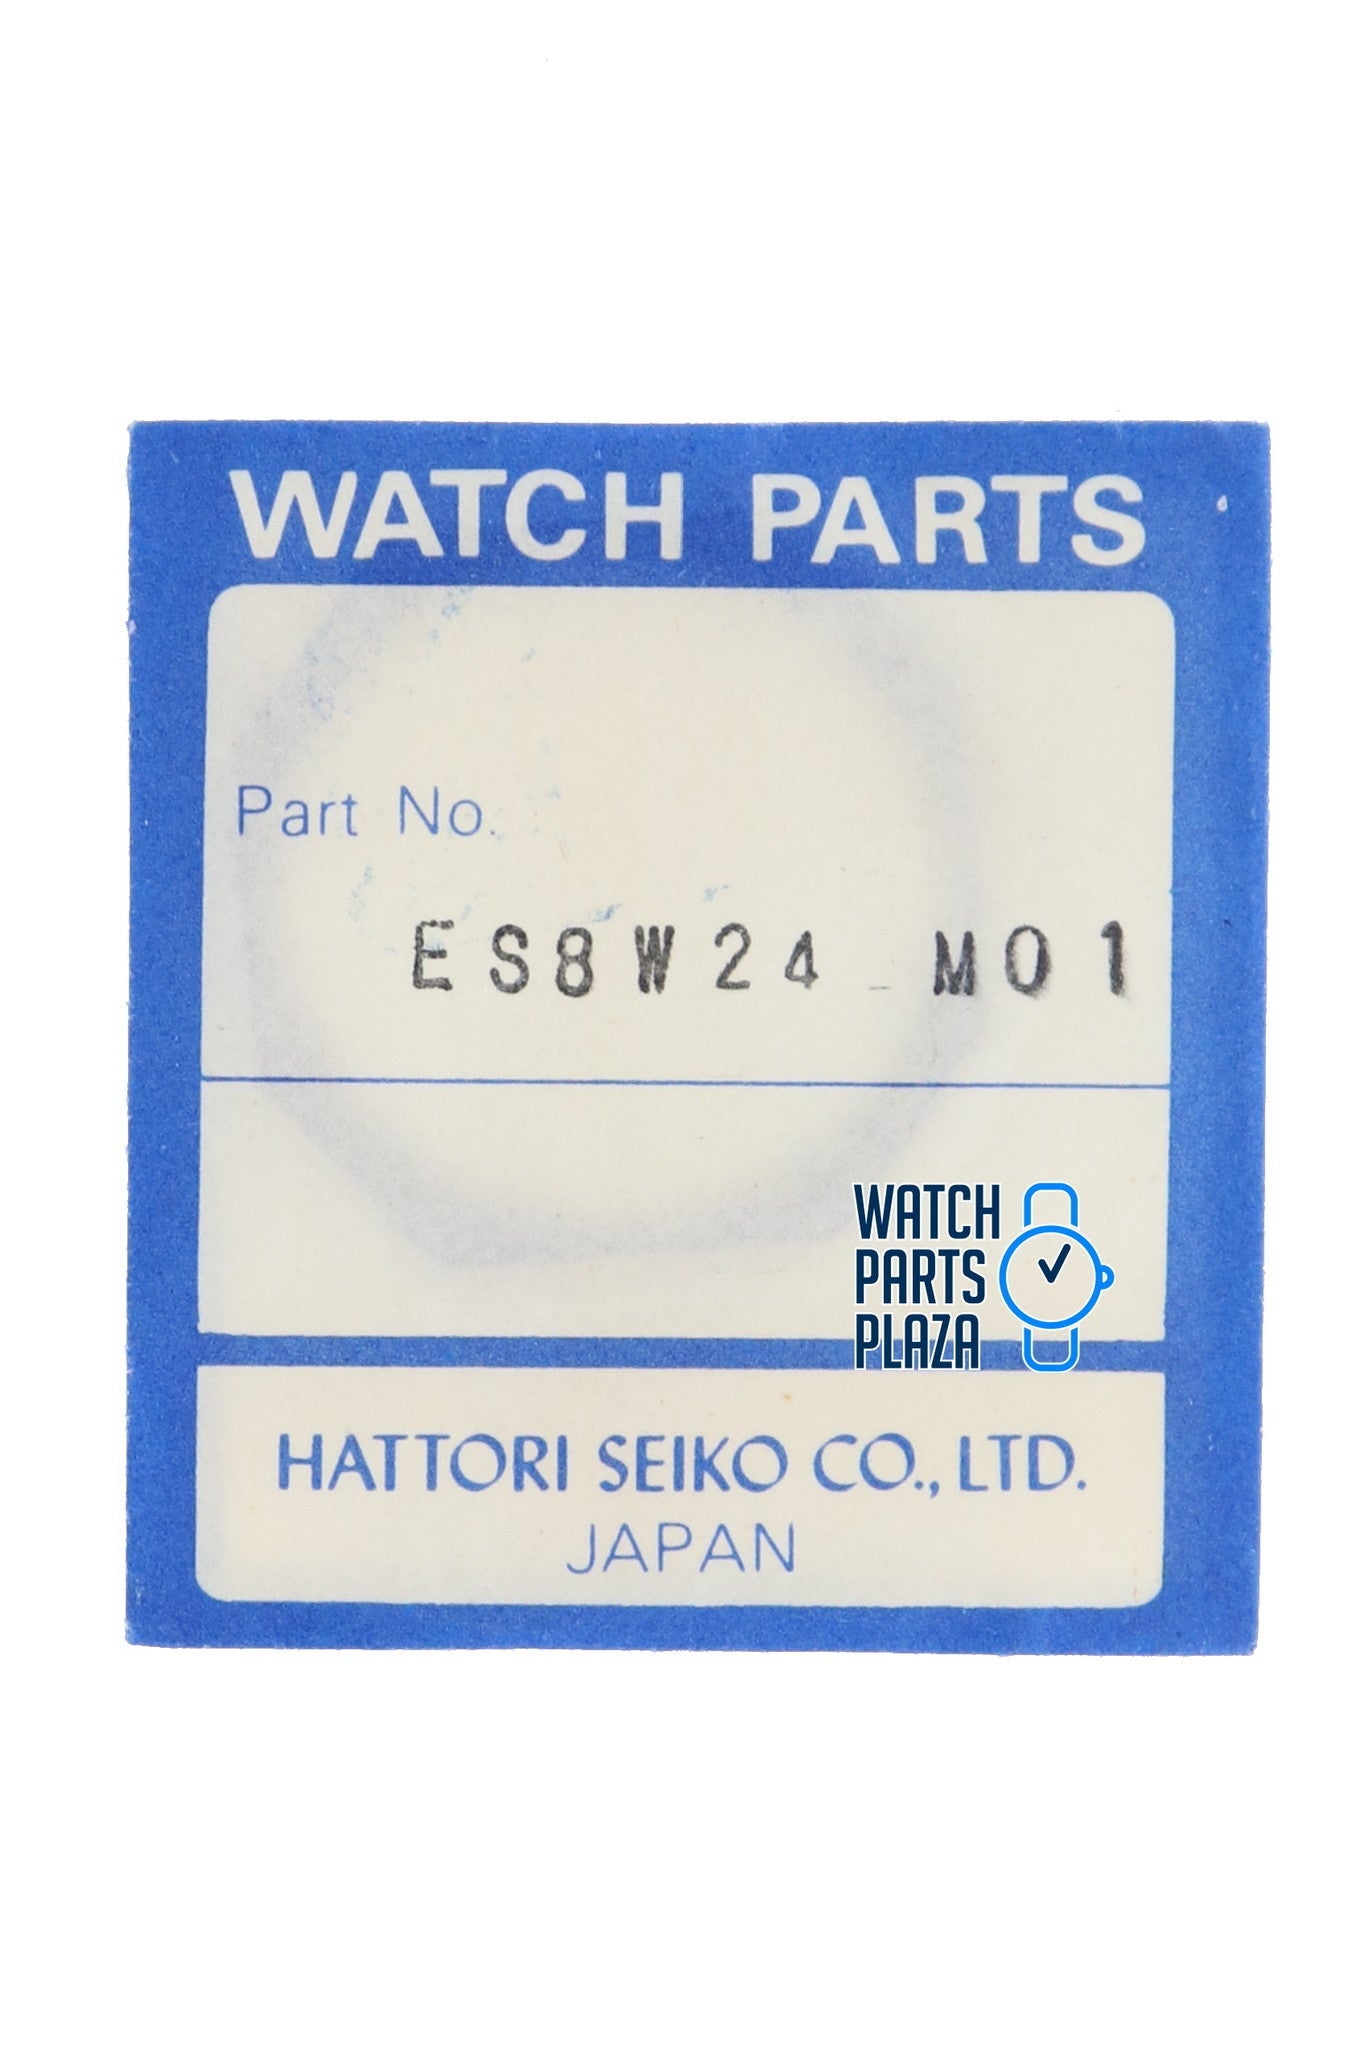 WATCH PARTS
Part No.
ES8W24 M01
WATCH
PARTS
PLAZA
HATTORI SEIKO CO., LTD.
JAPAN